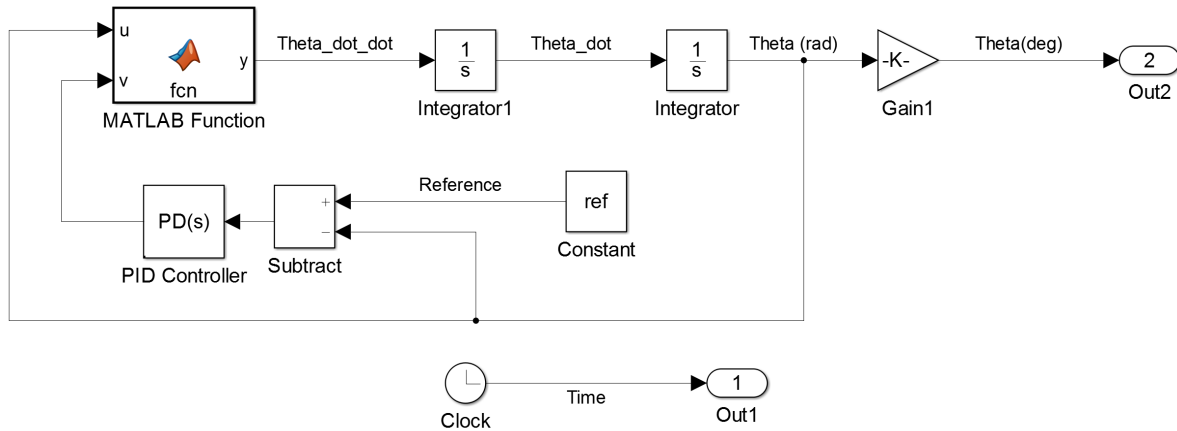 u
v
y
fcn
MATLAB Function
Theta_dot_dot
1
s
Integrator1
Theta_dot
1
s
Integrator
Theta (rad)
-K-
Gain1
Theta(deg)
2
Out2
PD(s)
PID Controller
+
−
Subtract
Reference
ref
Constant
Clock
Time
1
Out1